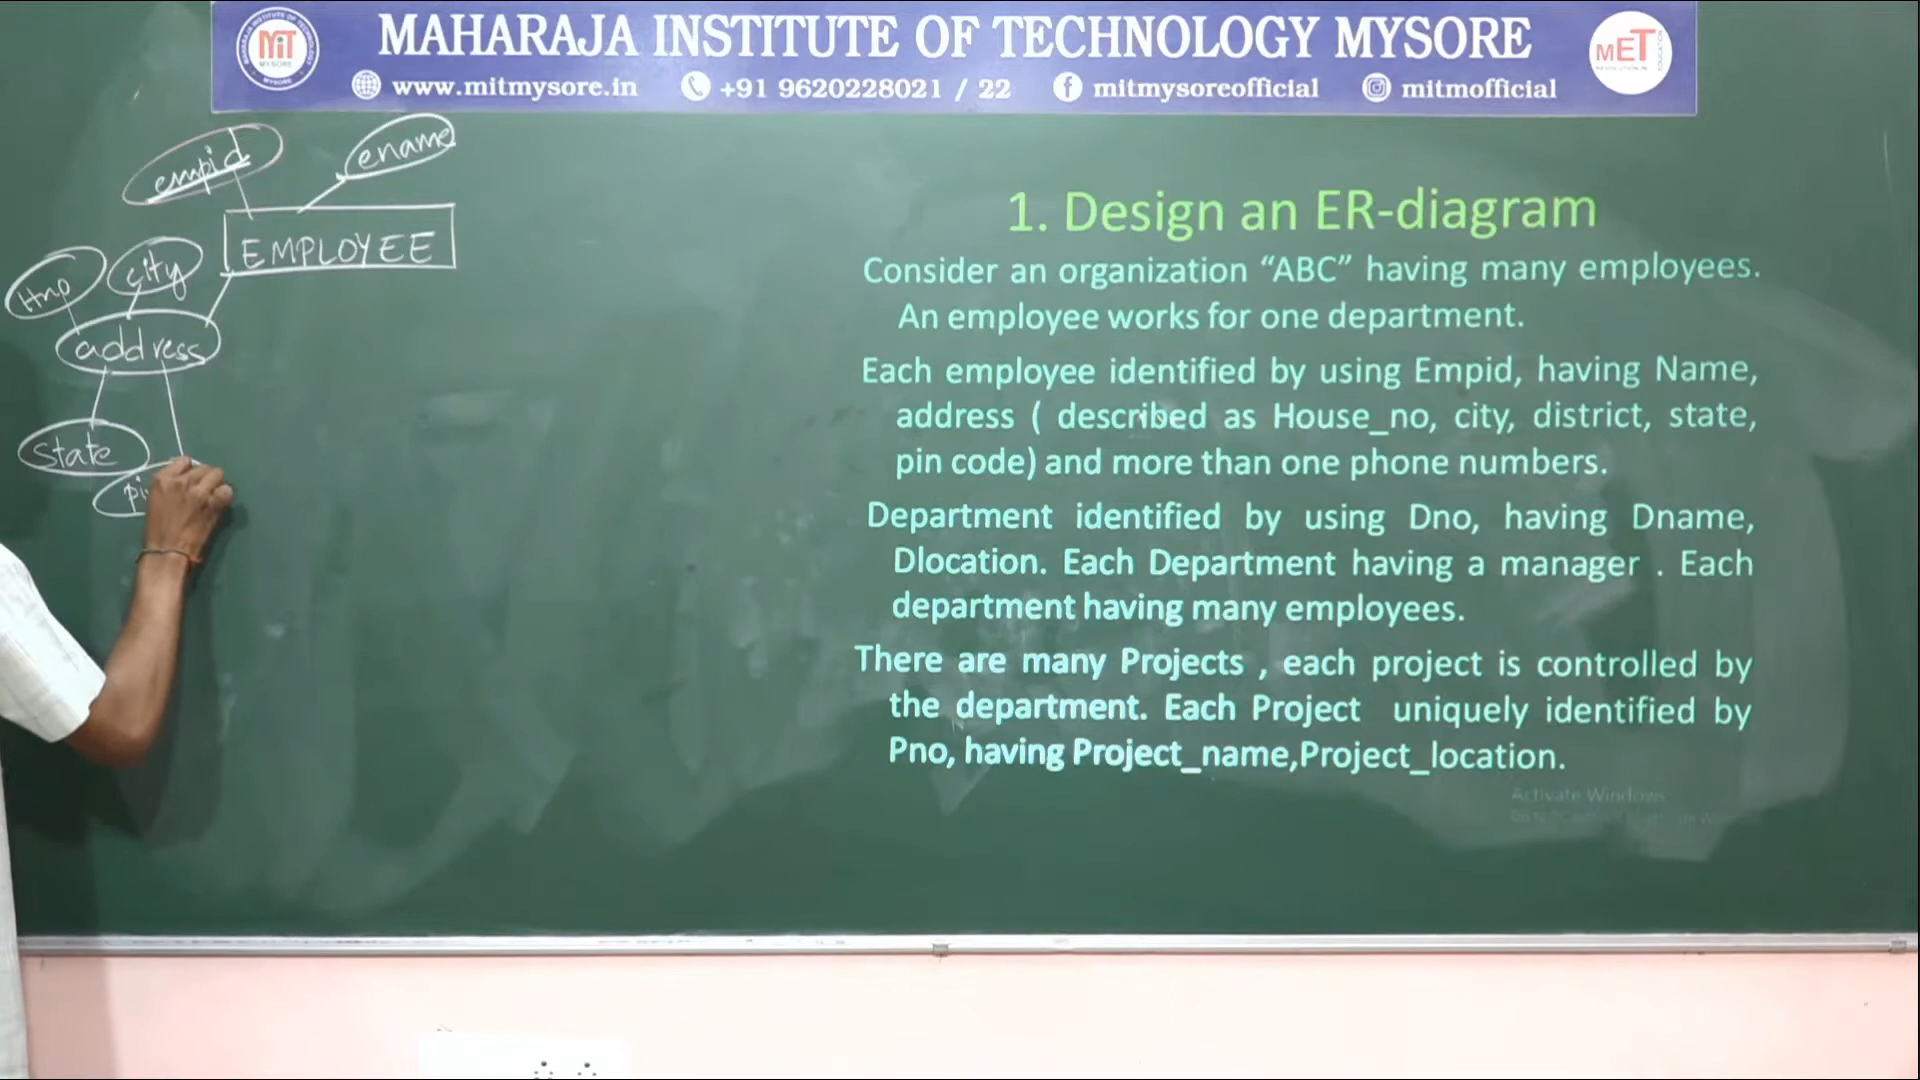 MAHARAJA INSTITUTE OF TECHNOLOGY MYSORE
MiT
MYSORE
MET
www.mitmysore.in +91 9620228021 / 22 mitmysoreofficial mitmofficial
empid
ename
EMPLOYEE
Hno
city
address
State
pi
1. Design an ER-diagram
Consider an organization “ABC” having many employees.
An employee works for one department.
Each employee identified by using Empid, having Name,
address ( described as House_no, city, district, state,
pin code) and more than one phone numbers.
Department identified by using Dno, having Dname,
Dlocation. Each Department having a manager . Each
department having many employees.
There are many Projects , each project is controlled by
the department. Each Project uniquely identified by
Pno, having Project_name,Project_location.
Activate Windows